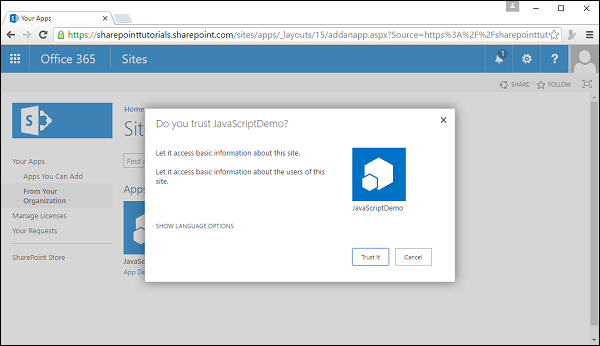 Your Apps
https://sharepointtutorials.sharepoint.com/sites/apps/_layouts/15/addanapp.aspx?Source=https%3A%2F%2Fsharepointtut
Office 365
Sites
1
?
SHARE
FOLLOW
S
Home
Sit
Find a
Your Apps
Apps You Can Add
From Your
Organization
Manage Licenses
Your Requests
SharePoint Store
Apps
JavaScr
App De
Do you trust JavaScriptDemo?
Let it access basic information about this site.
Let it access basic information about the users of this
site.
JavaScriptDemo
SHOW LANGUAGE OPTIONS
Trust It
Cancel